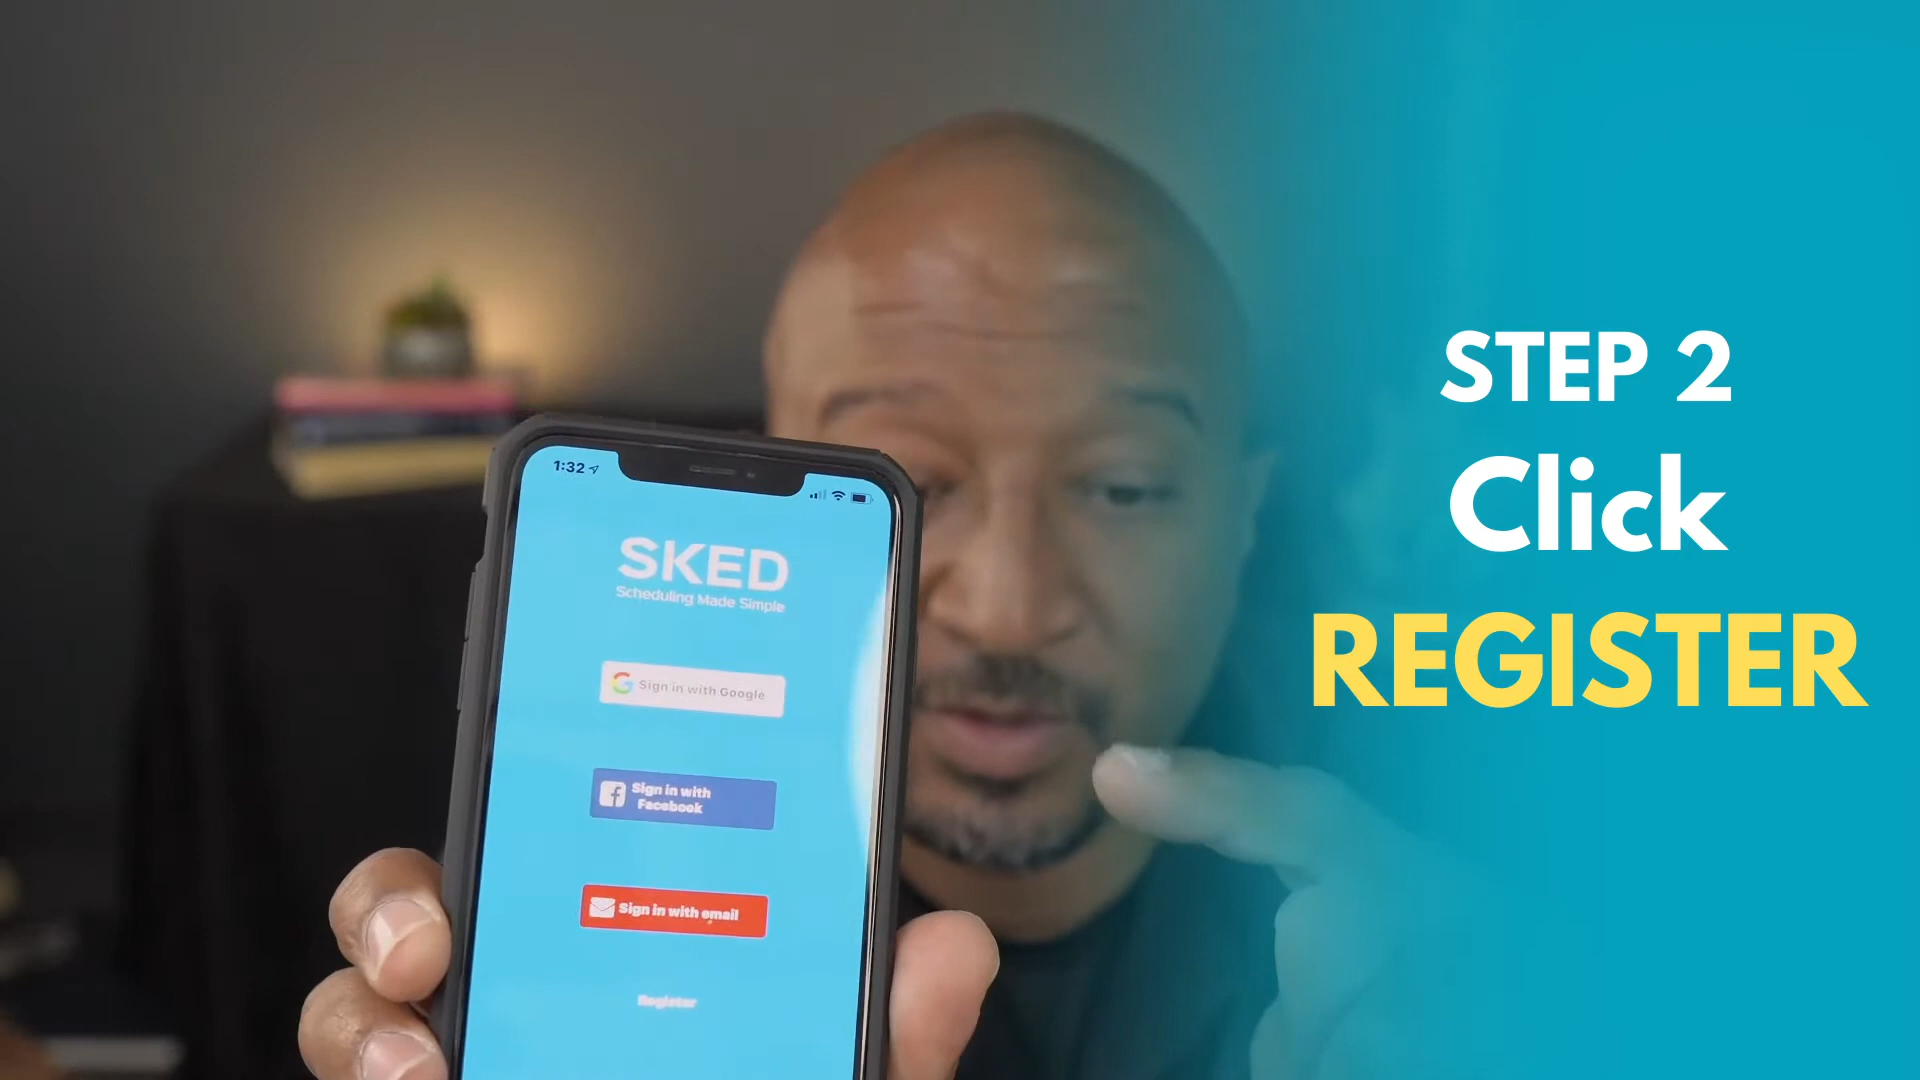 1:32
SKED
Scheduling Made Simple
Sign in with Google
Sign in with
Facebook
Sign in with email
Register
STEP 2
Click
REGISTER